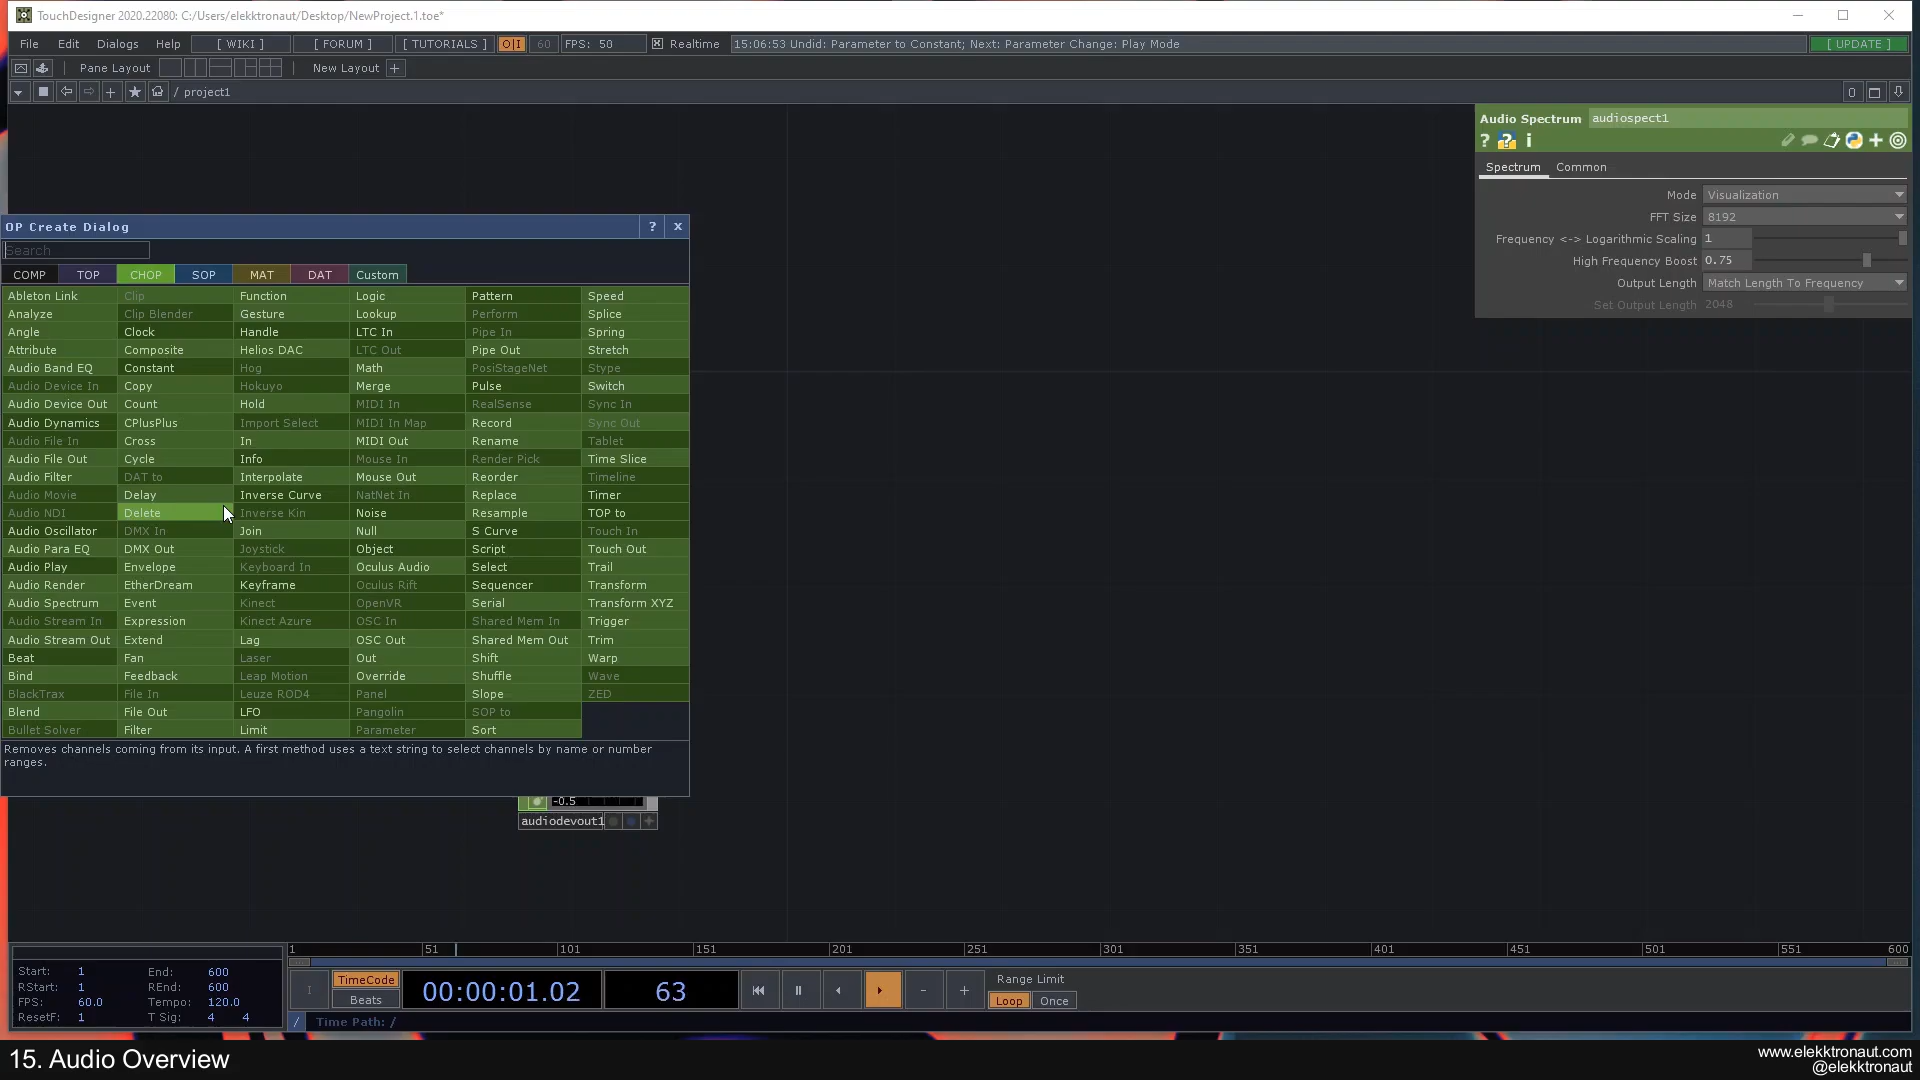 TouchDesigner 2020.22080: C:/Users/elekktronaut/Desktop/NewProject.1.toe*
File Edit Dialogs Help [ WIKI ] [ FORUM ] [ TUTORIALS ] O|I 60 FPS: 50 Realtime 15:06:53 Undid: Parameter to Constant; Next: Parameter Change: Play Mode [ UPDATE ]
Pane Layout New Layout +
/ project1 0
Audio Spectrum audiospect1
? ? i
Spectrum Common
Mode Visualization
FFT Size 8192
Frequency <-> Logarithmic Scaling 1
High Frequency Boost 0.75
Output Length Match Length To Frequency
Set Output Length 2048
OP Create Dialog ? x
Search
COMP TOP CHOP SOP MAT DAT Custom
Ableton Link Clip Function Logic Pattern Speed
Analyze Clip Blender Gesture Lookup Perform Splice
Angle Clock Handle LTC In Pipe In Spring
Attribute Composite Helios DAC LTC Out Pipe Out Stretch
Audio Band EQ Constant Hog Math PosiStageNet Stype
Audio Device In Copy Hokuyo Merge Pulse Switch
Audio Device Out Count Hold MIDI In RealSense Sync In
Audio Dynamics CPlusPlus Import Select MIDI In Map Record Sync Out
Audio File In Cross In MIDI Out Rename Tablet
Audio File Out Cycle Info Mouse In Render Pick Time Slice
Audio Filter DAT to Interpolate Mouse Out Reorder Timeline
Audio Movie Delay Inverse Curve NatNet In Replace Timer
Audio NDI Delete Inverse Kin Noise Resample TOP to
Audio Oscillator DMX In Join Null S Curve Touch In
Audio Para EQ DMX Out Joystick Object Script Touch Out
Audio Play Envelope Keyboard In Oculus Audio Select Trail
Audio Render EtherDream Keyframe Oculus Rift Sequencer Transform
Audio Spectrum Event Kinect OpenVR Serial Transform XYZ
Audio Stream In Expression Kinect Azure OSC In Shared Mem In Trigger
Audio Stream Out Extend Lag OSC Out Shared Mem Out Trim
Beat Fan Laser Out Shift Warp
Bind Feedback Leap Motion Override Shuffle Wave
BlackTrax File In Leuze ROD4 Panel Slope ZED
Blend File Out LFO Pangolin SOP to
Bullet Solver Filter Limit Parameter Sort
Removes channels coming from its input. A first method uses a text string to select channels by name or number
ranges.
-0.5
audiodevout1
1 51 101 151 201 251 301 351 401 451 501 551 600
Start: 1 End: 600
RStart: 1 REnd: 600
FPS: 60.0 Tempo: 120.0
ResetF: 1 T Sig: 4 4
TimeCode
Beats
00:00:01.02 63
- +
Range Limit
Loop Once
/ Time Path: /
15. Audio Overview
www.elekktronaut.com
@elekktronaut